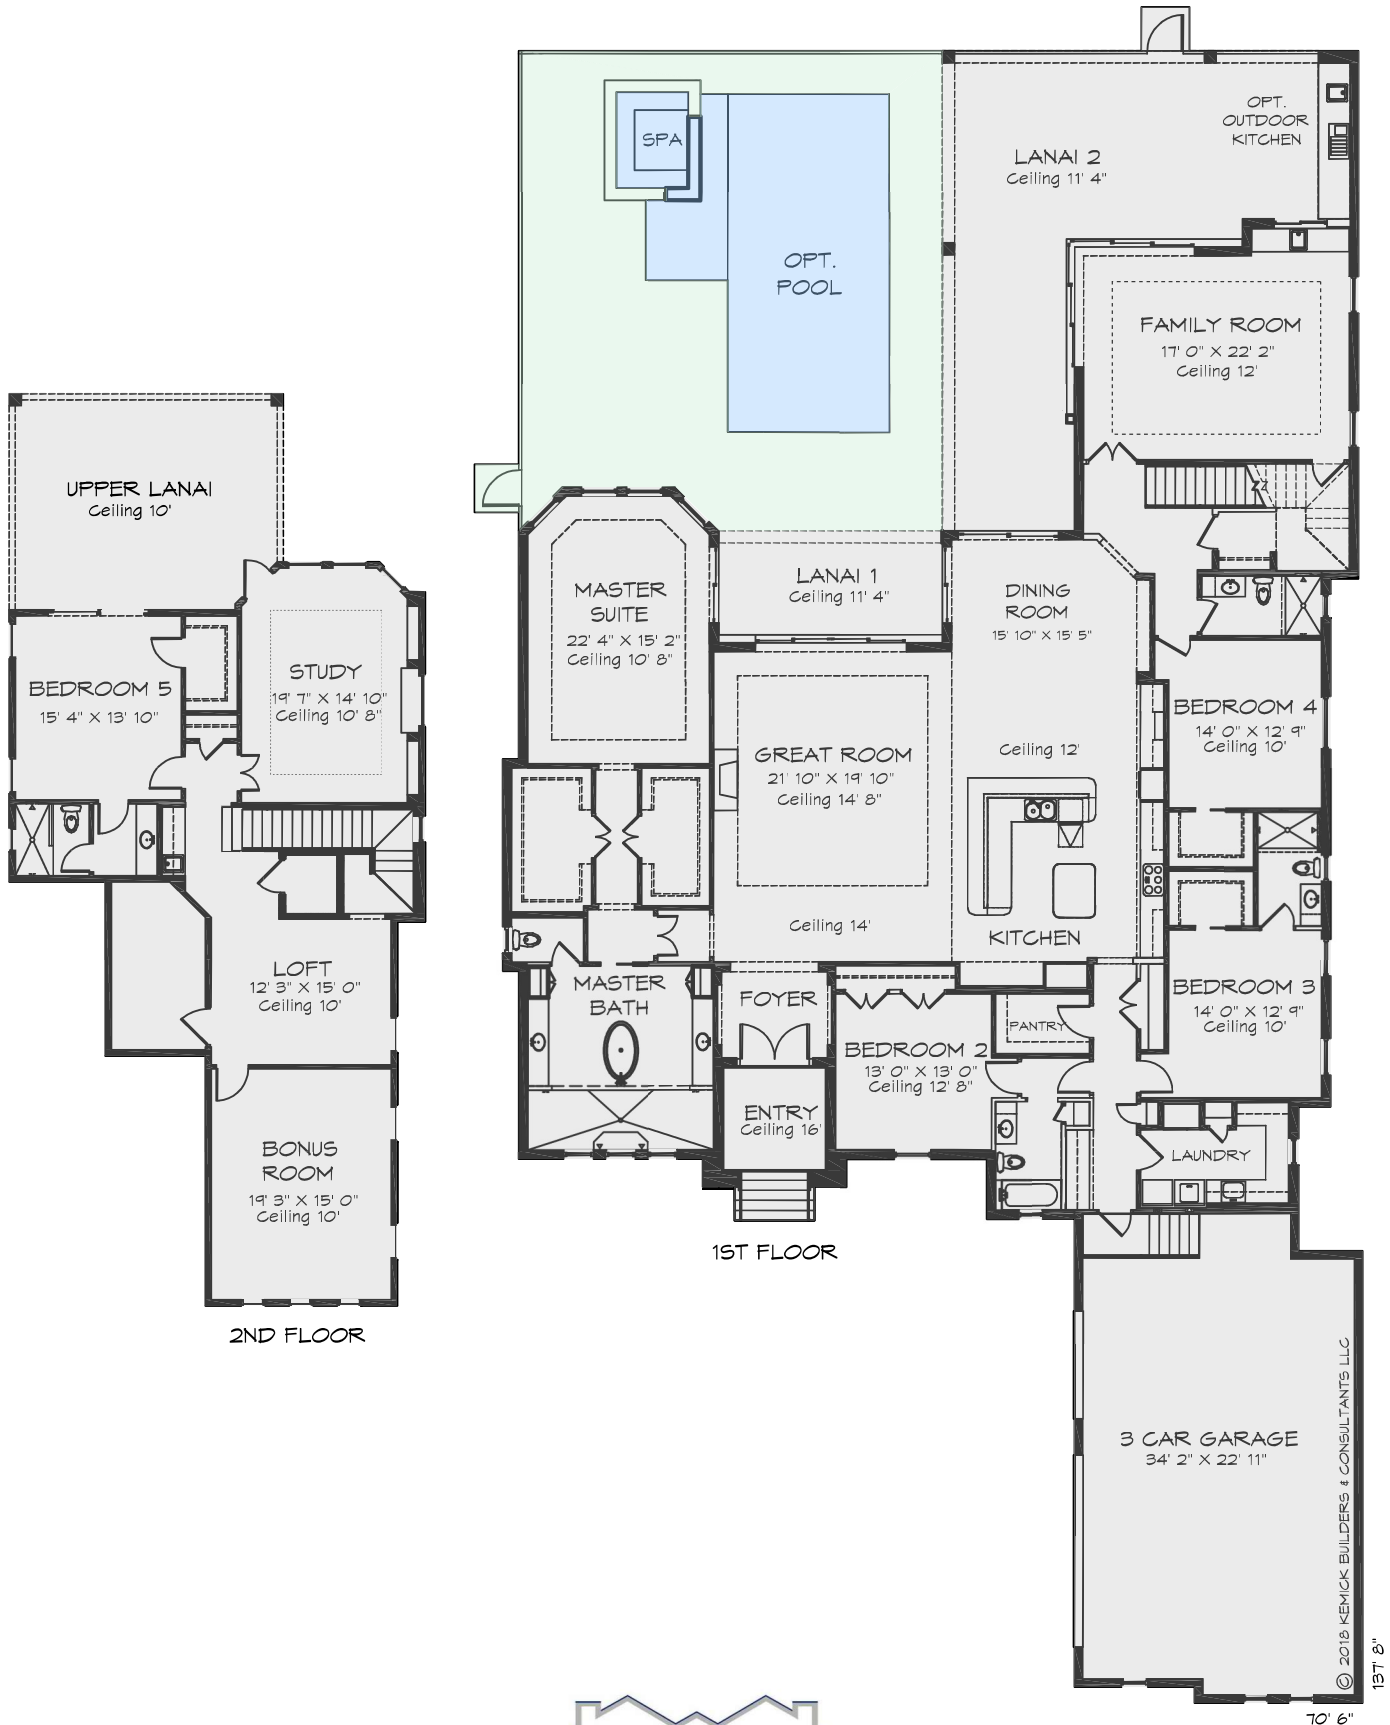 UPPER LANAI
Ceiling 10'
BEDROOM 5
15' 4" X 13' 10"
STUDY
19' 7" X 14' 10"
Ceiling 10' 8"
LOFT
12' 3" X 15' 0"
Ceiling 10'
BONUS
ROOM
19' 3" X 15' 0"
Ceiling 10'
2ND FLOOR
SPA
OPT.
POOL
LANAI 2
Ceiling 11' 4"
OPT.
OUTDOOR
KITCHEN
FAMILY ROOM
17' 0" X 22' 2"
Ceiling 12'
MASTER
SUITE
22' 4" X 15' 2"
Ceiling 10' 8"
LANAI 1
Ceiling 11' 4"
DINING
ROOM
15' 10" X 15' 5"
Ceiling 12'
GREAT ROOM
21' 10" X 19' 10"
Ceiling 14' 8"
Ceiling 14'
KITCHEN
BEDROOM 4
14' 0" X 12' 9"
Ceiling 10'
BEDROOM 3
14' 0" X 12' 9"
Ceiling 10'
MASTER
BATH
FOYER
PANTRY
BEDROOM 2
13' 0" X 13' 0"
Ceiling 12' 8"
ENTRY
Ceiling 16'
LAUNDRY
1ST FLOOR
3 CAR GARAGE
34' 2" X 22' 11"
© 2018 KEMICK BUILDERS & CONSULTANTS LLC
137' 8"
70' 6"